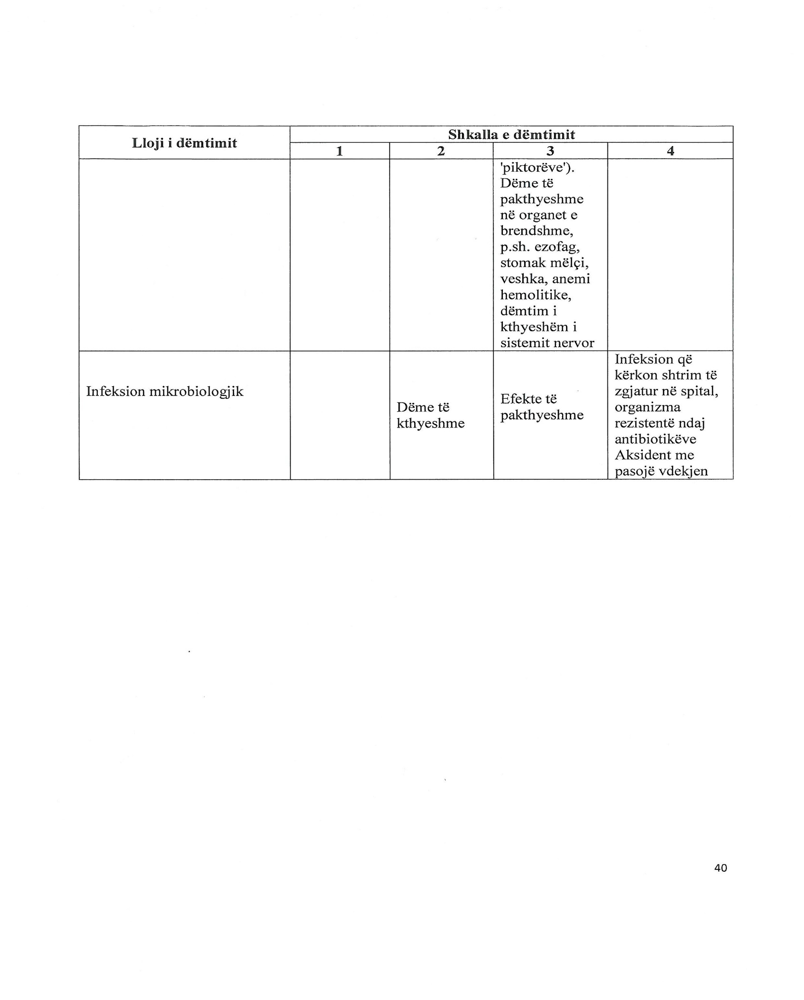 Lloji i dëmtimit
Shkalla e dëmtimit
1
2
3
4
'piktorëve').
Dëme të
pakthyeshme
në organet e
brendshme,
p.sh. ezofag,
stomak mëlçi,
veshka, anemi
hemolitike,
dëmtim i
kthyeshëm i
sistemit nervor
Infeksion mikrobiologjik
Dëme të
kthyeshme
Efekte të
pakthyeshme
Infeksion që
kërkon shtrim të
zgjatur në spital,
organizma
rezistentë ndaj
antibiotikëve
Aksident me
pasojë vdekjen
40